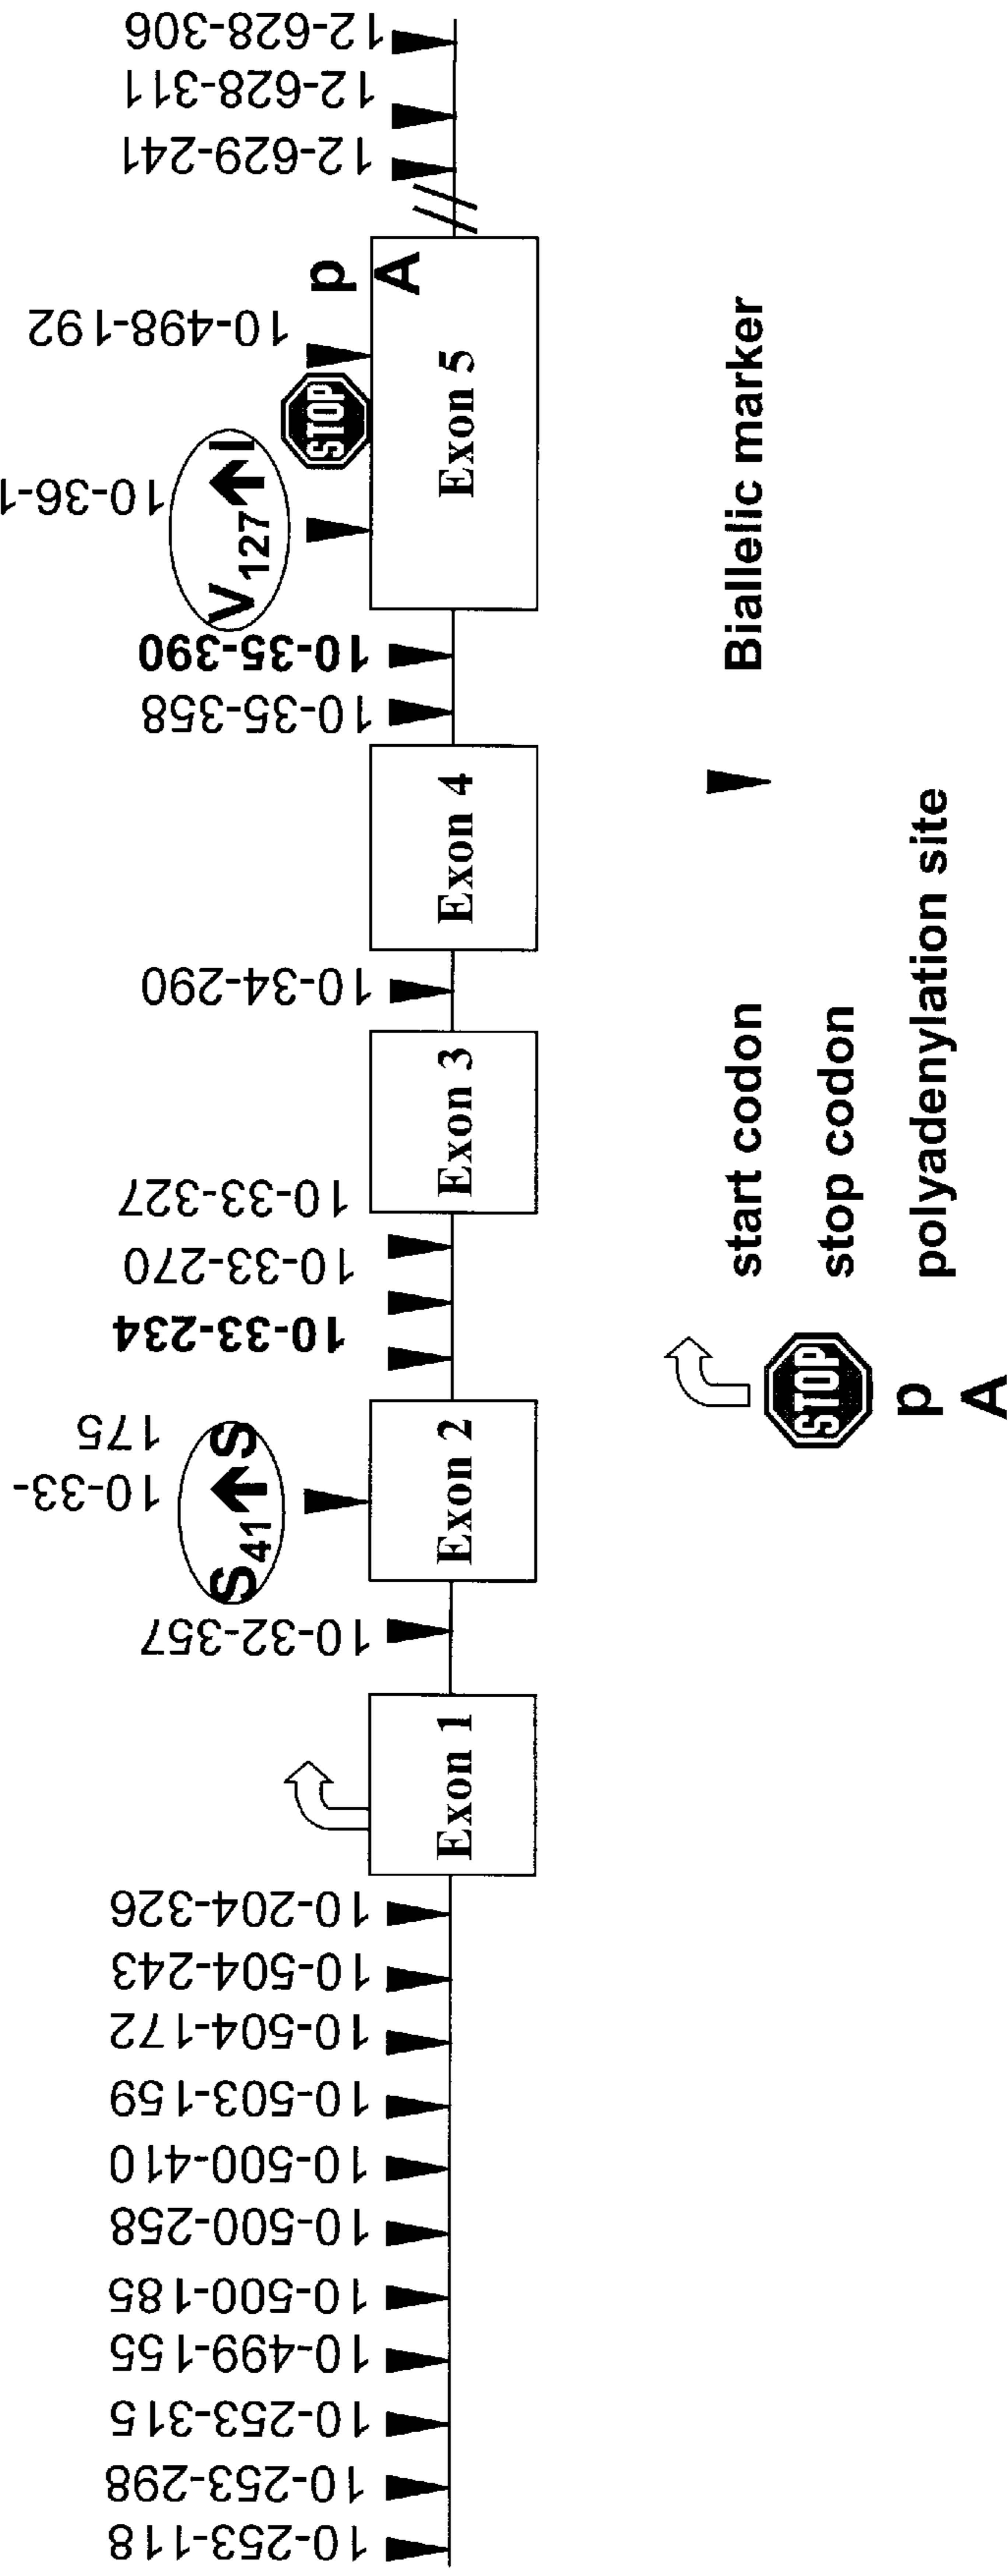 10-253-118
10-253-298
10-253-315
10-499-155
10-500-185
10-500-258
10-500-410
10-503-159
10-504-172
10-504-243
10-204-326
Exon 1
10-32-357
10-33-
175
S41➔S
Exon 2
10-33-234
10-33-270
10-33-327
Exon 3
10-34-290
Exon 4
10-35-358
10-35-390
10-36-1
V127➔I
STOP
10-498-192
Exon 5
p
A
12-629-241
12-628-311
12-628-306
start codon
STOP
stop codon
p
A
polyadenylation site
Biallelic marker